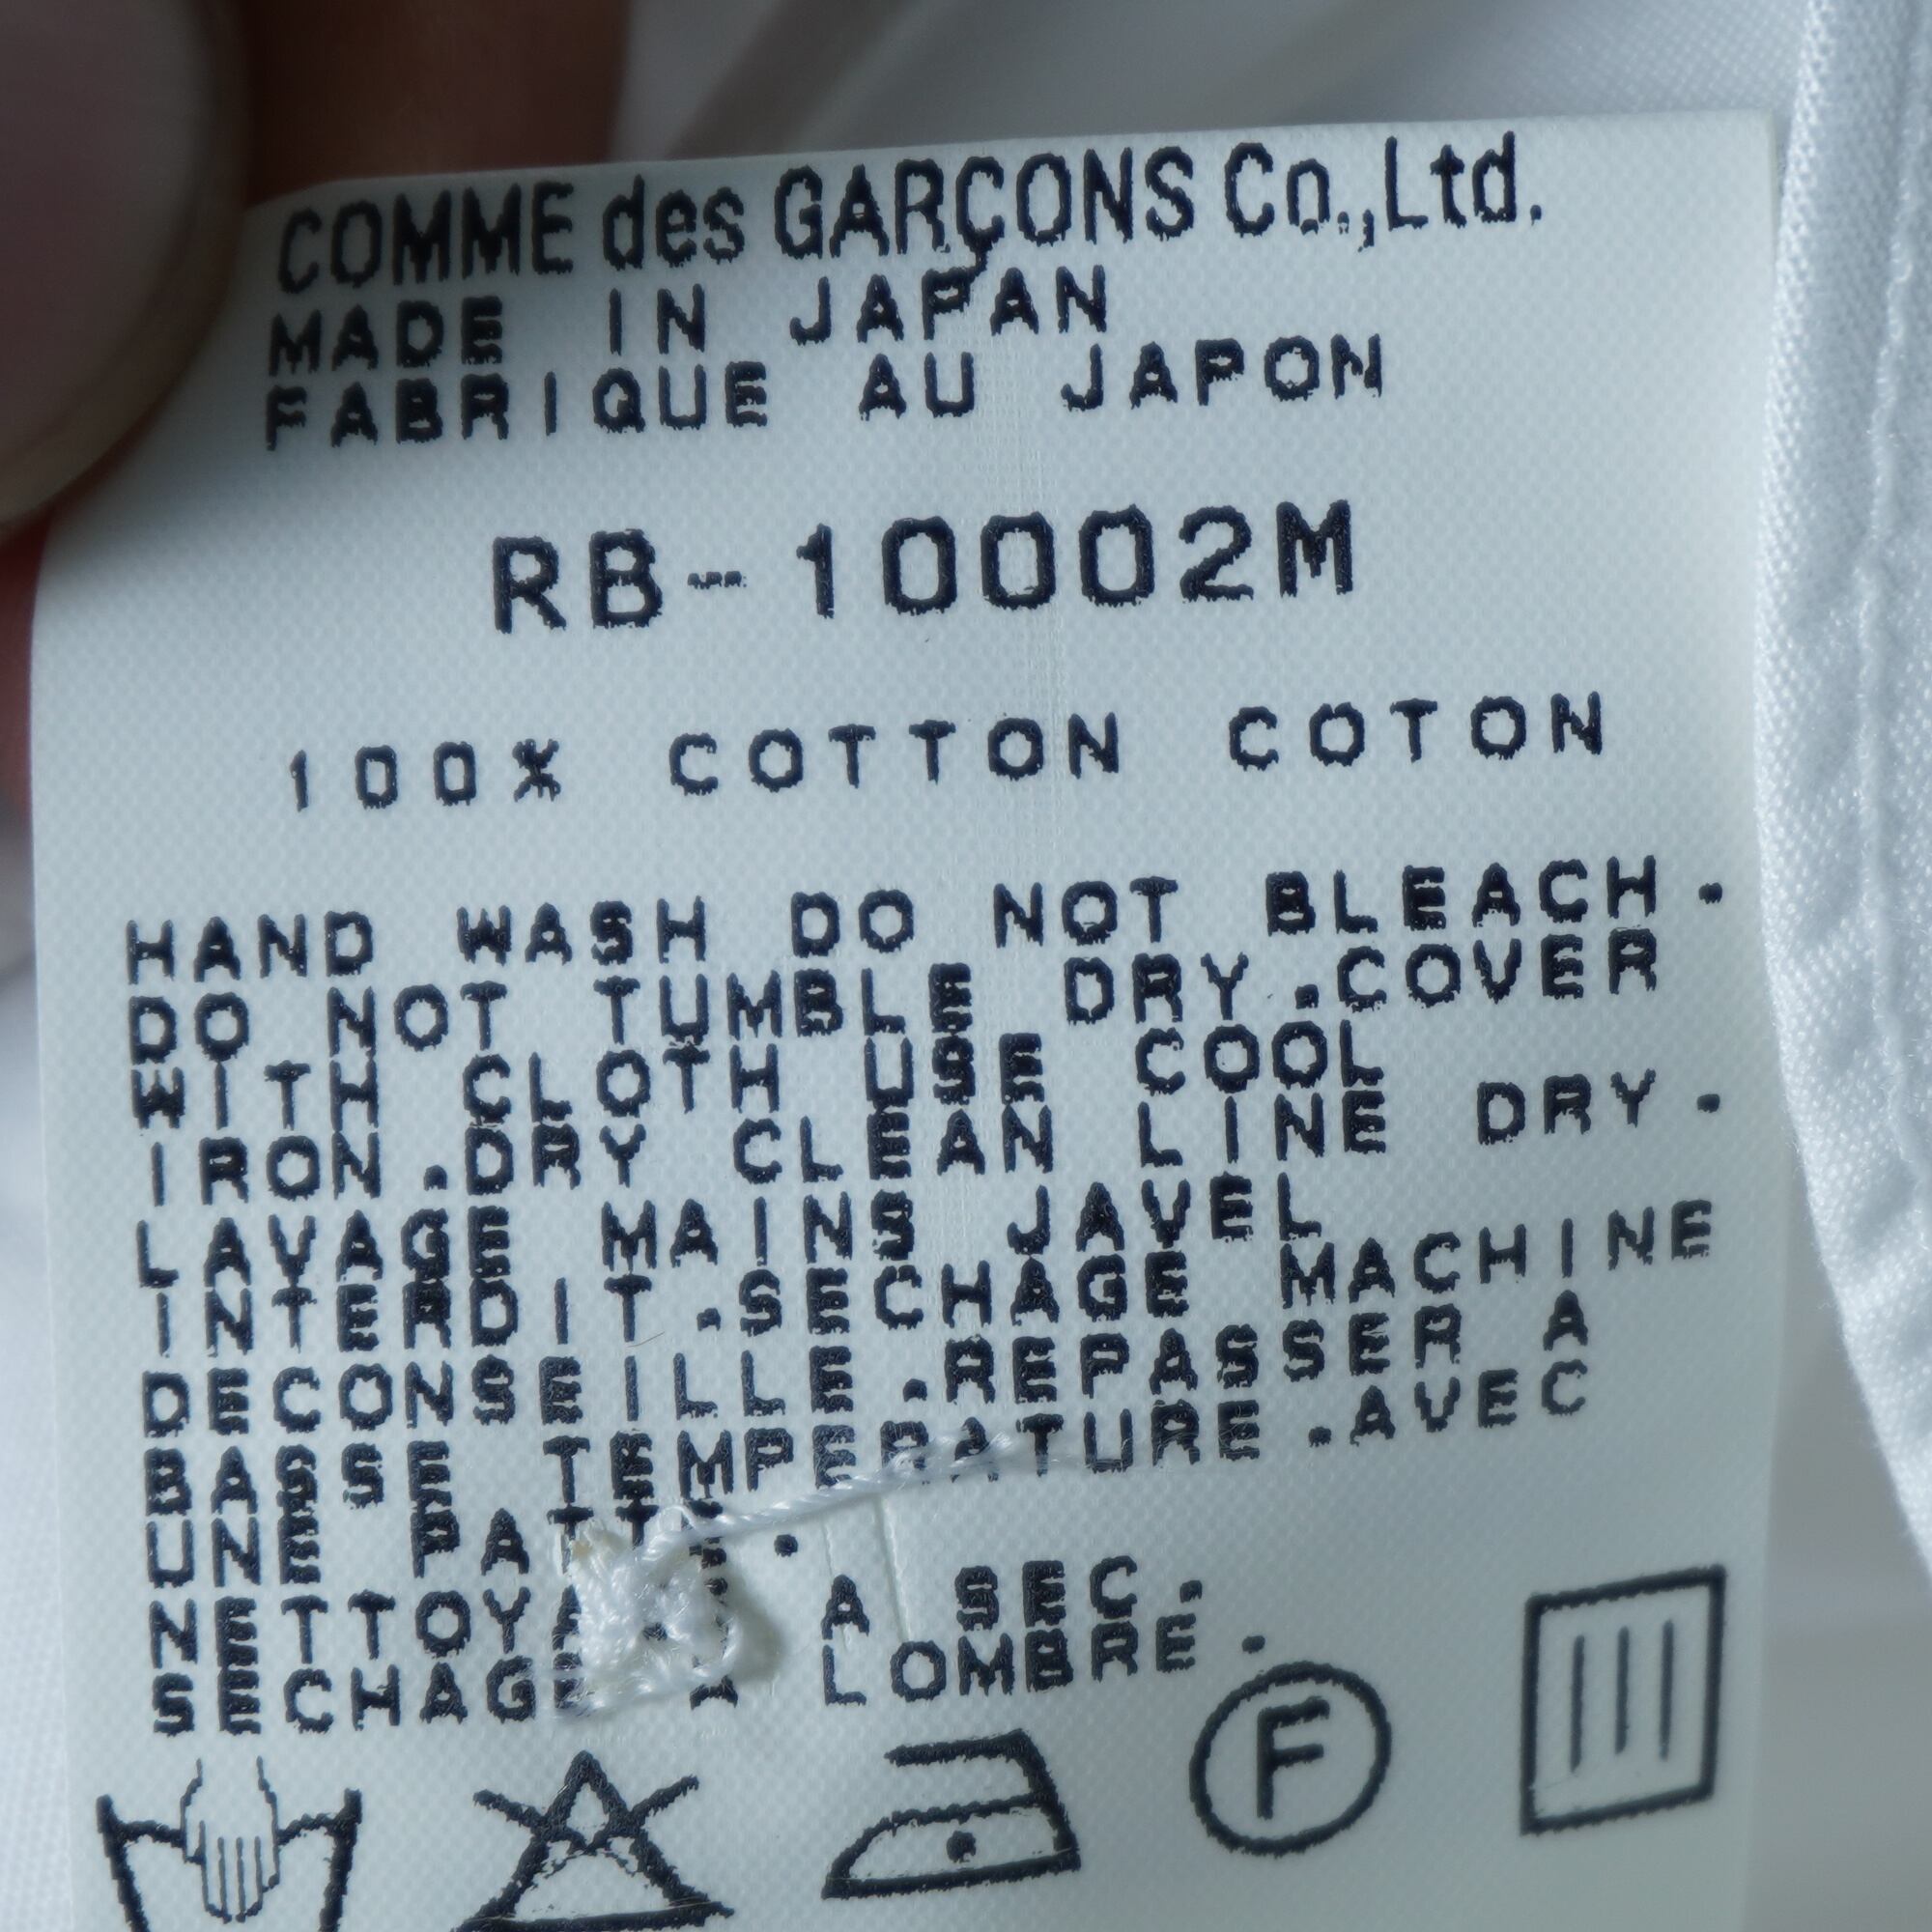 COMME des GARÇONS Co.,Ltd.
MADE IN JAPAN
FABRIQUE AU JAPON
RB-10002M
100% COTTON COTON
HAND WASH DO NOT BLEACH.
DO NOT TUMBLE DRY.COVER
WITH CLOTH USE COOL
IRON.DRY CLEAN LINE DRY.
LAVAGE MAINS JAVEL
INTERDIT.SECHAGE MACHINE
DECONSEILLE.REPASSER A
BASSE TEMPERATURE.AVEC
UNE
NETTOYAGE A SEC.
SECHAGE A LOMBRE.
F